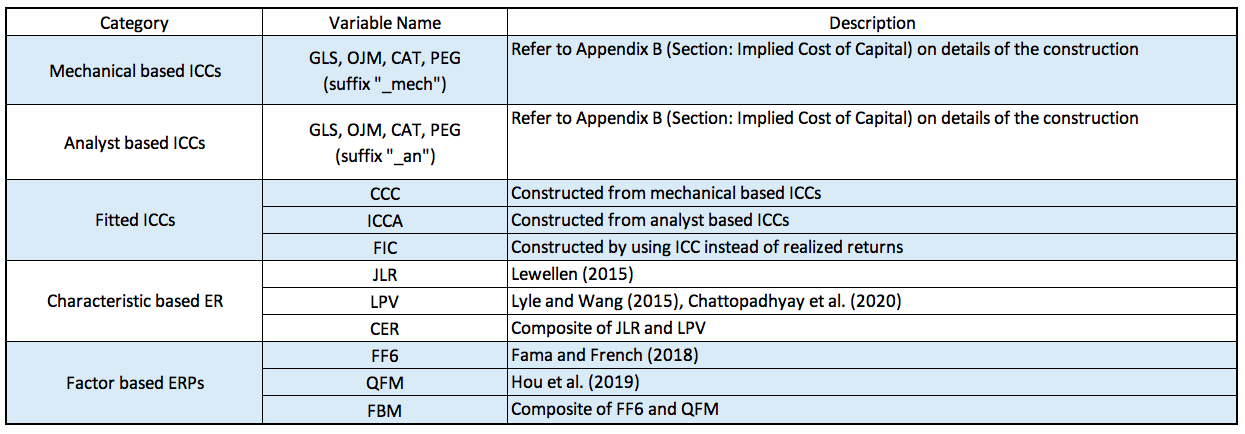 Category Variable Name Description
Mechanical based ICCs GLS, OJM, CAT, PEG Refer to Appendix B (Section: Implied Cost of Capital) on details of the construction
(suffix "_mech")
Analyst based ICCs GLS, OJM, CAT, PEG Refer to Appendix B (Section: Implied Cost of Capital) on details of the construction
(suffix "_an")
Fitted ICCs CCC Constructed from mechanical based ICCs
ICCA Constructed from analyst based ICCs
FIC Constructed by using ICC instead of realized returns
Characteristic based ER JLR Lewellen (2015)
LPV Lyle and Wang (2015), Chattopadhyay et al. (2020)
CER Composite of JLR and LPV
Factor based ERPs FF6 Fama and French (2018)
QFM Hou et al. (2019)
FBM Composite of FF6 and QFM